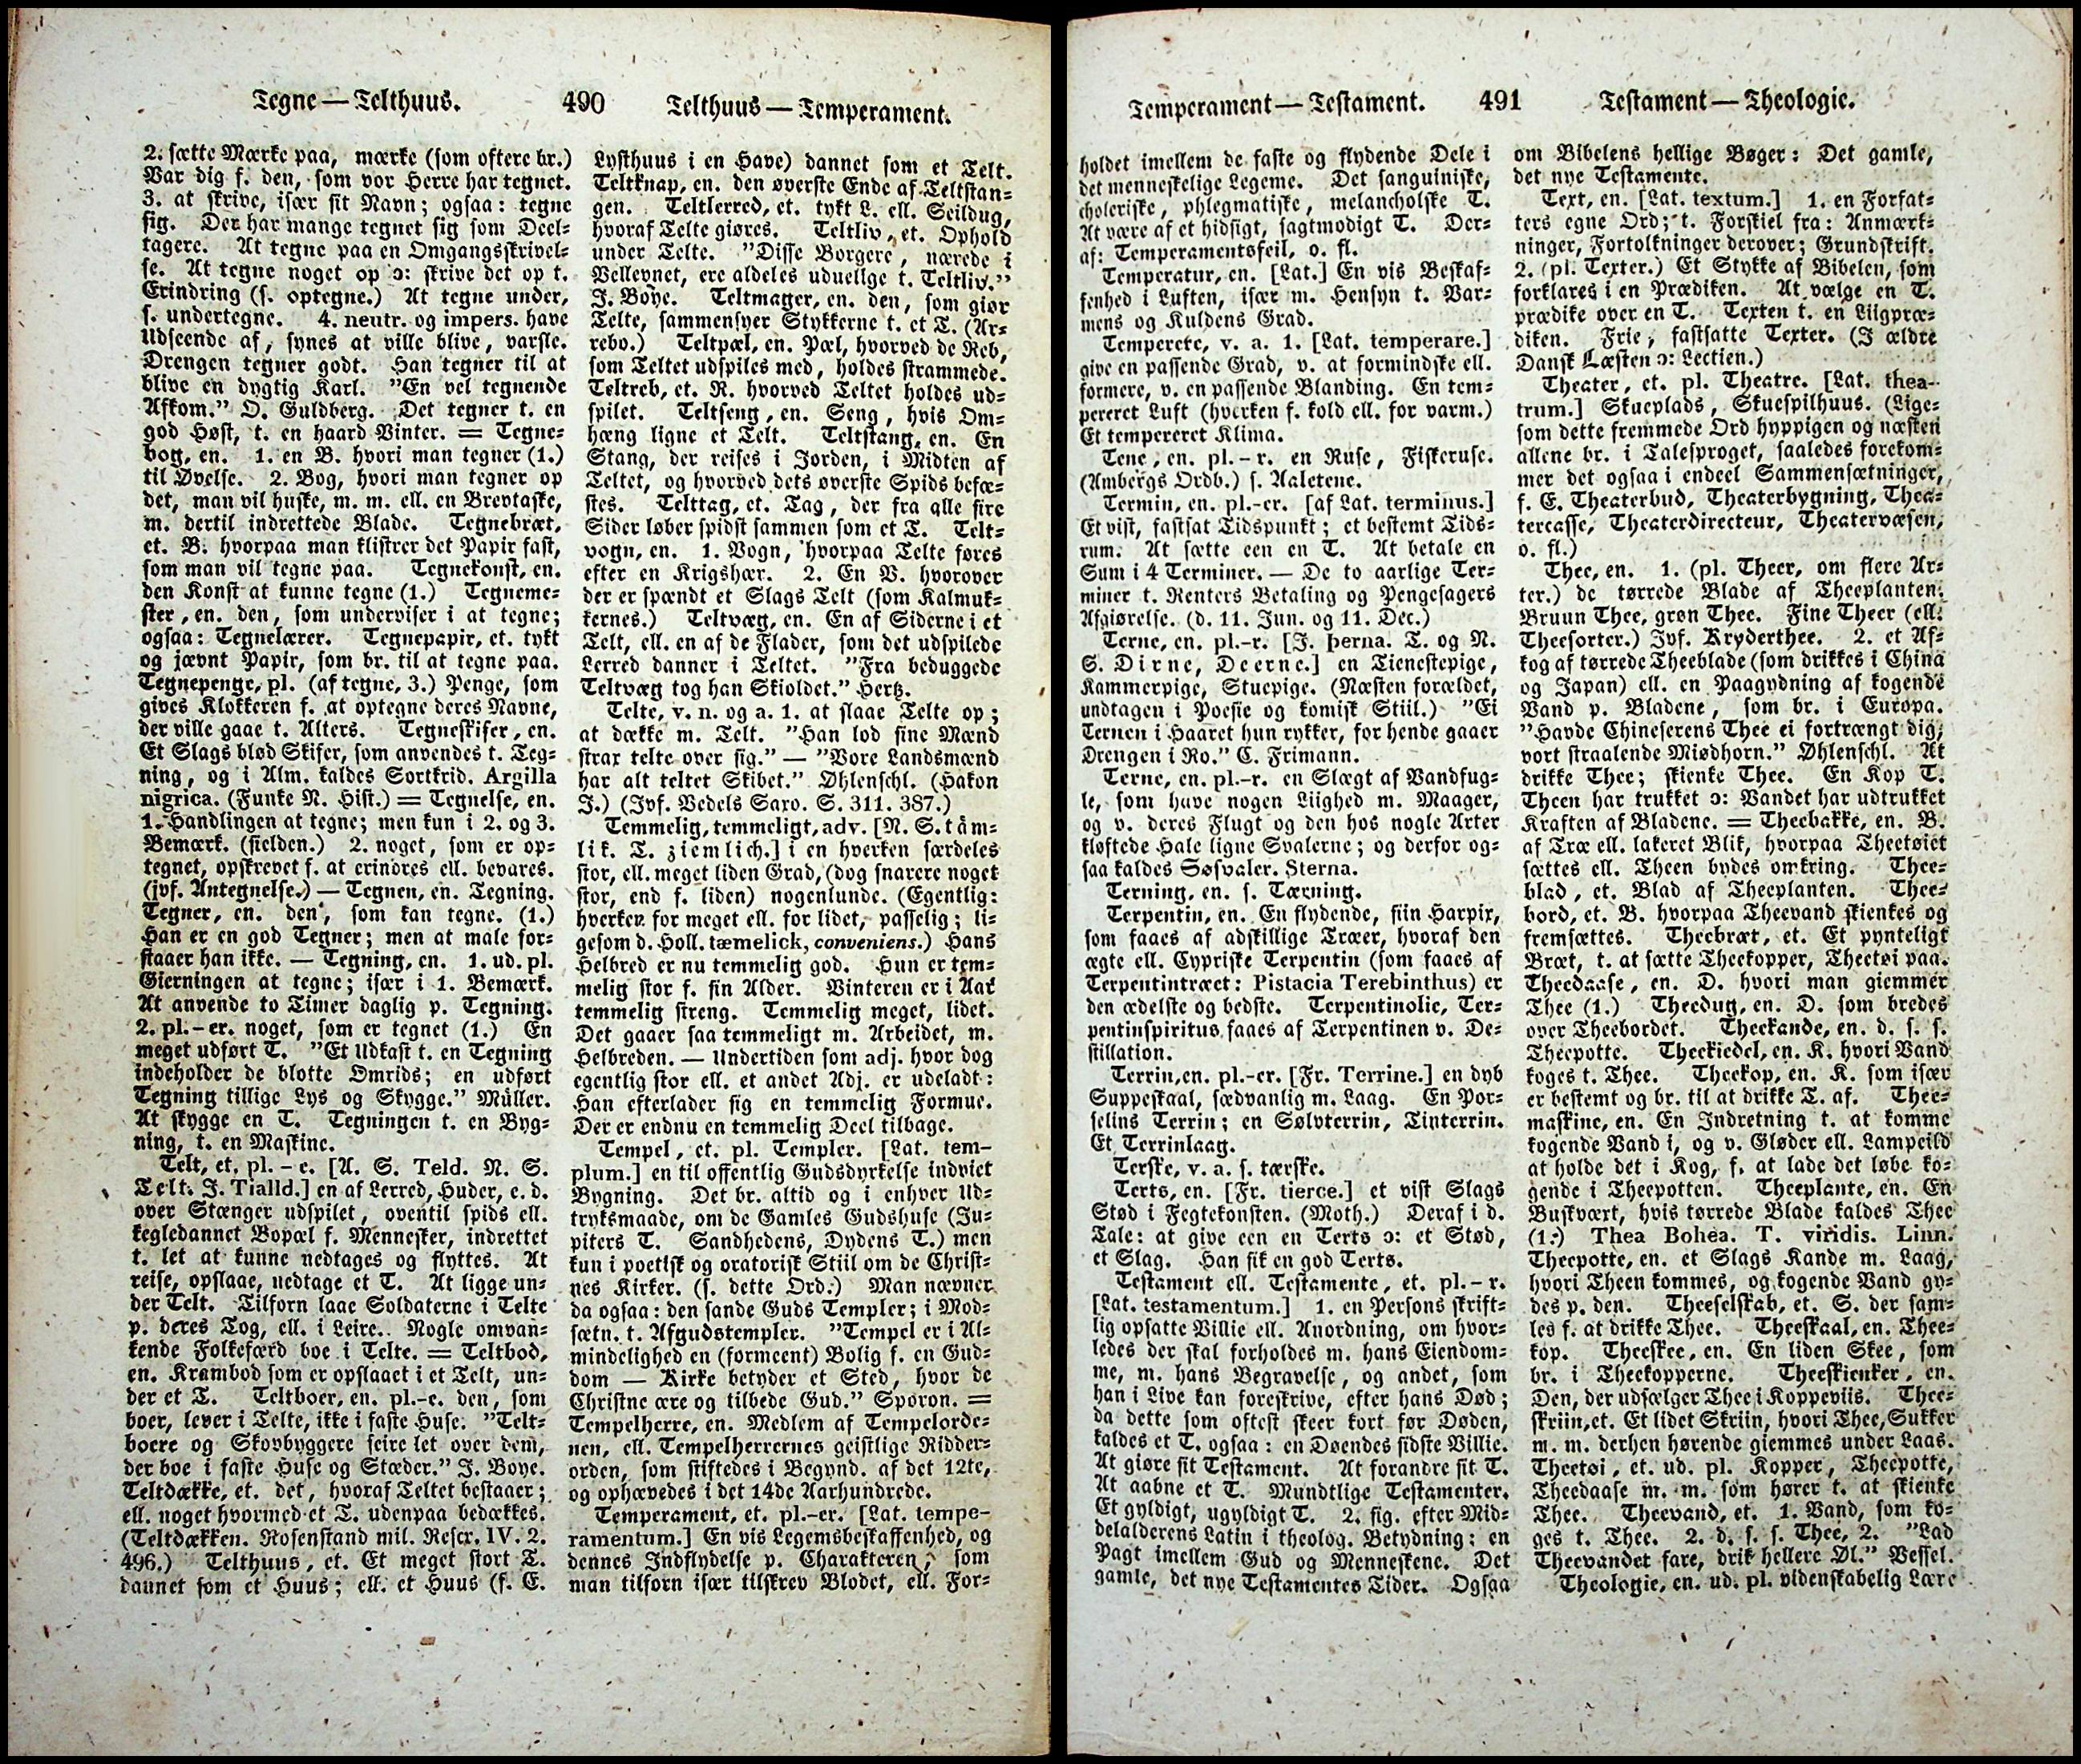 Tegne — Telthuus.
490
Telthuus — Temperament.
2. sætte Mærke paa, mærke (som oftere br.)
Var dig f. den, som vor Herre har tegnet.
3. at skrive, især sit Navn; ogsaa: tegne
sig. Der har mange tegnet sig som Deel-
tagere. At tegne paa en Omgangsskrivel-
se. At tegne noget op ɔ: skrive det op t.
Erindring (s. optegne.) At tegne under,
s. undertegne. 4. neutr. og impers. have
Udseende af, synes at ville blive, varsle.
Drengen tegner godt. Han tegner til at
blive en dygtig Karl. "En vel tegnende
Afkom." O. Guldberg. Det tegner t. en
god Høst, t. en haard Vinter. = Tegne-
bog, en. 1. en B. hvori man tegner (1.)
til Øvelse. 2. Bog, hvori man tegner op
det, man vil huske, m. m. ell. en Brevtaske,
m. dertil indrettede Blade. Tegnebræt,
et. B. hvorpaa man klistrer det Papir fast,
som man vil tegne paa. Tegnekonst, en.
den Konst at kunne tegne (1.) Tegneme-
ster, en. den, som underviser i at tegne;
ogsaa: Tegnelærer. Tegnepapir, et. tykt
og jævnt Papir, som br. til at tegne paa.
Tegnepenge, pl. (af tegne, 3.) Penge, som
gives Klokkeren f. at optegne deres Navne,
der ville gaae t. Alters. Tegneskifer, en.
Et Slags blød Skifer, som anvendes t. Teg-
ning, og i Alm. kaldes Sortkrid. Argilla
nigrica. (Funke N. Hist.) = Tegnelse, en.
1. Handlingen at tegne; men kun i 2. og 3.
Bemærk. (sielden.) 2. noget, som er op-
tegnet, opskrevet f. at erindres ell. bevares.
(jvf. Antegnelse.) — Tegnen, en. Tegning.
Tegner, en. den, som kan tegne. (1.)
Han er en god Tegner; men at male for-
staaer han ikke. — Tegning, en. 1. ud. pl.
Gierningen at tegne; især i 1. Bemærk.
At anvende to Timer daglig p. Tegning.
2. pl.-er. noget, som er tegnet (1.) En
meget udført T. "Et Udkast t. en Tegning
indeholder de blotte Omrids; en udført
Tegning tillige Lys og Skygge." Müller.
At skygge en T. Tegningen t. en Byg-
ning, t. en Maskine.
Telt, et. pl. -e. [A. S. Teld. N. S.
Telt. J. Tialld.] en af Lerred, Huder, e. d.
over Stænger udspilet, oventil spids ell.
kegledannet Bopæl f. Mennesker, indrettet
t. let at kunne nedtages og flyttes. At
reise, opslaae, nedtage et T. At ligge un-
der Telt. Tilforn laae Soldaterne i Telte
p. deres Tog, ell. i Leire. Nogle omvan-
kende Folkefærd boe i Telte. = Teltbod,
en. Krambod som er opslaaet i et Telt, un-
der et T. Teltboer, en. pl.-e. den, som
boer, lever i Telte, ikke i faste Huse. "Telt-
boere og Skovbyggere seire let over dem,
der boe i faste Huse og Stæder." J. Boye.
Teltdække, et. det, hvoraf Teltet bestaaer;
ell. noget hvormed et T. udenpaa bedækkes.
(Teltdækken. Rosenstand mil. Rescr. IV. 2.
496.) Telthuus, et. Et meget stort T.
dannet som et Huus; ell. et Huus (f. E.
Lysthuus i en Have) dannet som et Telt.
Teltknap, en. den øverste Ende af Teltstan-
gen. Teltlerred, et. tykt L. ell. Seildug,
hvoraf Telte giøres. Teltliv, et. Ophold
under Telte. "Disse Borgere, nærede i
Vellevnet, ere aldeles uduelige t. Teltliv."
J. Boye. Teltmager, en. den, som giør
Telte, sammensyer Stykkerne t. et T. (Ar-
rebo.) Teltpæl, en. Pæl, hvorved de Reb,
som Teltet udspiles med, holdes strammede.
Teltreb, et. R. hvorved Teltet holdes ud-
spilet. Teltseng, en. Seng, hvis Om-
hæng ligne et Telt. Teltstang, en. En
Stang, der reises i Jorden, i Midten af
Teltet, og hvorved dets øverste Spids befæ-
stes. Telttag, et. Tag, der fra alle fire
Sider løber spidst sammen som et T. Telt-
vogn, en. 1. Vogn, hvorpaa Telte føres
efter en Krigshær. 2. En V. hvorover
der er spændt et Slags Telt (som Kalmuk-
kernes.) Teltvæg, en. En af Siderne i et
Telt, ell. en af de Flader, som det udspilede
Lerred danner i Teltet. "Fra beduggede
Teltvæg tog han Skioldet." Hertz.
Telte, v. n. og a. 1. at slaae Telte op;
at dække m. Telt. "Han lod sine Mænd
strax telte over sig." — "Vore Landsmænd
har alt teltet Skibet." Øhlenschl. (Hakon
J.) (Jvf. Vedels Saxo. S. 311. 387.)
Temmelig, temmeligt, adv. [N. S. täm-
lik. T. ziemlich.] i en hverken særdeles
stor, ell. meget liden Grad, (dog snarere noget
stor, end f. liden) nogenlunde. (Egentlig:
hverken for meget ell. for lidet, passelig; li-
gesom d. Holl. tæmelick, conveniens.) Hans
Helbred er nu temmelig god. Hun er tem-
melig stor f. sin Alder. Vinteren er i Aar
temmelig streng. Temmelig meget, lidet.
Det gaaer saa temmeligt m. Arbeidet, m.
Helbreden. — Undertiden som adj. hvor dog
egentlig stor ell. et andet Adj. er udeladt:
Han efterlader sig en temmelig Formue.
Der er endnu en temmelig Deel tilbage.
Tempel, et. pl. Templer. [Lat. tem-
plum.] en til offentlig Gudsdyrkelse indviet
Bygning. Det br. altid og i enhver Ud-
tryksmaade, om de Gamles Gudshuse (Ju-
piters T. Sandhedens, Dydens T.) men
kun i poetisk og oratorisk Stiil om de Christ-
nes Kirker. (s. dette Ord.) Man nævner
da ogsaa: den sande Guds Templer; i Mod-
sætn. t. Afgudstempler. "Tempel er i Al-
mindelighed en (formeent) Bolig f. en Gud-
dom — Kirke betyder et Sted, hvor de
Christne ære og tilbede Gud." Sporon. =
Tempelherre, en. Medlem af Tempelorde-
nen, ell. Tempelherrernes geistlige Ridder-
orden, som stiftedes i Begynd. af det 12te,
og ophævedes i det 14de Aarhundrede.
Temperament, et. pl.-er. [Lat. tempe-
ramentum.] En vis Legemsbeskaffenhed, og
dennes Indflydelse p. Charakteren, som
man tilforn især tilskrev Blodet, ell. For-
Temperament — Testament.
491
Testament — Theologie.
holdet imellem de faste og flydende Dele i
det menneskelige Legeme. Det sanguiniske,
choleriske, phlegmatiske, melancholske T.
At være af et hidsigt, sagtmodigt T. Der-
af: Temperamentsfeil, o. fl.
Temperatur, en. [Lat.] En vis Beskaf-
fenhed i Luften, især m. Hensyn t. Var-
mens og Kuldens Grad.
Temperere, v. a. 1. [Lat. temperare.]
give en passende Grad, v. at formindske ell.
formere, v. en passende Blanding. En tem-
pereret Luft (hverken f. kold ell. for varm.)
Et tempereret Klima.
Tene, en. pl.-r. en Ruse, Fiskeruse.
(Ambergs Ordb.) s. Aaletene.
Termin, en. pl.-er. [af Lat. terminus.]
Et vist, fastsat Tidspunkt; et bestemt Tids-
rum. At sætte een en T. At betale en
Sum i 4 Terminer. — De to aarlige Ter-
miner t. Renters Betaling og Pengesagers
Afgiørelse. (d. 11. Jun. og 11. Dec.)
Terne, en. pl.-r. [J. þerna. T. og N.
S. Dirne, Deerne.] en Tienestepige,
Kammerpige, Stuepige. (Næsten forældet,
undtagen i Poesie og komisk Stiil.) "Ei
Ternen i Haaret hun rykker, for hende gaaer
Drengen i Ro." C. Frimann.
Terne, en. pl.-r. en Slægt af Vandfug-
le, som have nogen Liighed m. Maager,
og v. deres Flugt og den hos nogle Arter
kløftede Hale ligne Svalerne; og derfor og-
saa kaldes Søsvaler. Sterna.
Terning, en. s. Tærning.
Terpentin, en. En flydende, fiin Harpix,
som faaes af adskillige Træer, hvoraf den
ægte ell. Cypriske Terpentin (som faaes af
Terpentintræet: Pistacia Terebinthus) er
den ædelste og bedste. Terpentinolie, Ter-
pentinspiritus faaes af Terpentinen v. De-
stillation.
Terrin, en. pl.-er. [Fr. Terrine.] en dyb
Suppeskaal, sædvanlig m. Laag. En Por-
selins Terrin; en Sølvterrin, Tinterrin.
Et Terrinlaag.
Terske, v. a. s. tærske.
Terts, en. [Fr. tierce.] et vist Slags
Stød i Fegtekonsten. (Moth.) Deraf i d.
Tale: at give een en Terts ɔ: et Stød,
et Slag. Han fik en god Terts.
Testament ell. Testamente, et. pl.-r.
[Lat. testamentum.] 1. en Persons skrift-
lig opsatte Villie ell. Anordning, om hvor-
ledes der skal forholdes m. hans Eiendom-
me, m. hans Begravelse, og andet, som
han i Live kan foreskrive, efter hans Død;
da dette som oftest skeer kort før Døden,
kaldes et T. ogsaa: en Døendes sidste Villie.
At giøre sit Testament. At forandre sit T.
At aabne et T. Mundtlige Testamenter.
Et gyldigt, ugyldigt T. 2. fig. efter Mid-
delalderens Latin i theolog. Betydning: en
Pagt imellem Gud og Menneskene. Det
gamle, det nye Testamentes Tider. Ogsaa
om Bibelens hellige Bøger: Det gamle,
det nye Testamente.
Text, en. [Lat. textum.] 1. en Forfat-
ters egne Ord; t. Forskiel fra: Anmærk-
ninger, Fortolkninger derover; Grundskrift.
2. (pl. Texter.) Et Stykke af Bibelen, som
forklares i en Prædiken. At vælge en T.
prædike over en T. Texten t. en Liigpræ-
diken. Frie, fastsatte Texter. (I ældre
Dansk Læsten ɔ: Lectien.)
Theater, et. pl. Theatre. [Lat. thea-
trum.] Skueplads, Skuespilhuus. (Lige-
som dette fremmede Ord hyppigen og næsten
allene br. i Talesproget, saaledes forekom-
mer det ogsaa i endeel Sammensætninger,
f. E. Theaterbud, Theaterbygning, Thea-
tercasse, Theaterdirecteur, Theatervæsen,
o. fl.)
Thee, en. 1. (pl. Theer, om flere Ar-
ter.) de tørrede Blade af Theeplanten.
Bruun Thee, grøn Thee. Fine Theer (ell.
Theesorter.) Jvf. Kryderthee. 2. et Af-
kog af tørrede Theeblade (som drikkes i China
og Japan) ell. en Paagydning af kogende
Vand p. Bladene, som br. i Europa.
"Havde Chineserens Thee ei fortrængt dig,
vort straalende Miødhorn." Øhlenschl. At
drikke Thee; skienke Thee. En Kop T.
Theen har trukket ɔ: Vandet har udtrukket
Kraften af Bladene. = Theebakke, en. B.
af Træ ell. lakeret Blik, hvorpaa Theetøiet
sættes ell. Theen bydes omkring. Thee-
blad, et. Blad af Theeplanten. Thee-
bord, et. B. hvorpaa Theevand skienkes og
fremsættes. Theebræt, et. Et pynteligt
Bræt, t. at sætte Theekopper, Theetøi paa.
Theedaase, en. D. hvori man giemmer
Thee (1.) Theedug, en. D. som bredes
over Theebordet. Theekande, en. d. s. s.
Theepotte. Theekiedel, en. K. hvori Vand
koges t. Thee. Theekop, en. K. som især
er bestemt og br. til at drikke T. af. Thee-
maskine, en. En Indretning t. at komme
kogende Vand i, og v. Gløder ell. Lampeild
at holde det i Kog, f. at lade det løbe ko-
gende i Theepotten. Theeplante, en. En
Buskvært, hvis tørrede Blade kaldes Thee
(1.) Thea Bohea. T. viridis. Linn.
Theepotte, en. et Slags Kande m. Laag,
hvori Theen kommes, og kogende Vand gy-
des p. den. Theeselskab, et. S. der sam-
les f. at drikke Thee. Theeskaal, en. Thee-
kop. Theeskee, en. En liden Skee, som
br. i Theekopperne. Theeskienker, en.
Den, der udsælger Thee i Koppeviis. Thee-
skriin, et. Et lidet Skriin, hvori Thee, Sukker
m. m. derhen hørende giemmes under Laas.
Theetøi, et. ud. pl. Kopper, Theepotte,
Theedaase m. m. som hører t. at skienke
Thee. Theevand, et. 1. Vand, som ko-
ges t. Thee. 2. d. s. s. Thee, 2. "Lad
Theevandet fare, drik hellere Øl." Wessel.
Theologie, en. ud. pl. videnskabelig Lære